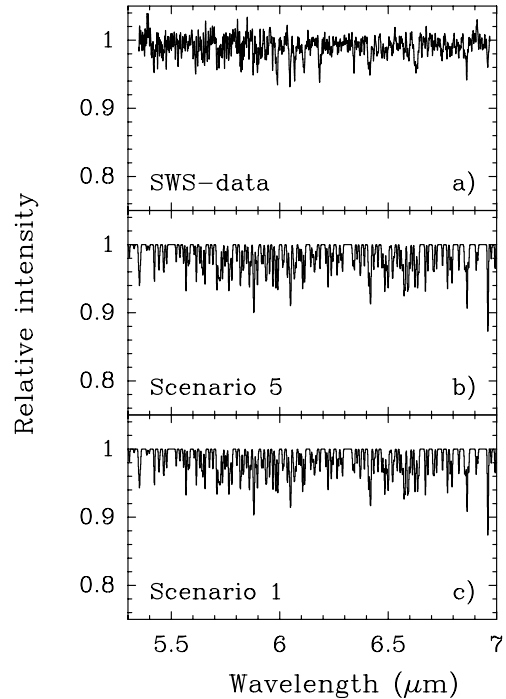 1
0.9
0.8
SWS-data a)
1
0.9
0.8
Scenario 5 b)
1
0.9
0.8
Scenario 1 c)
5.5 6 6.5 7
Relative intensity
Wavelength (μm)